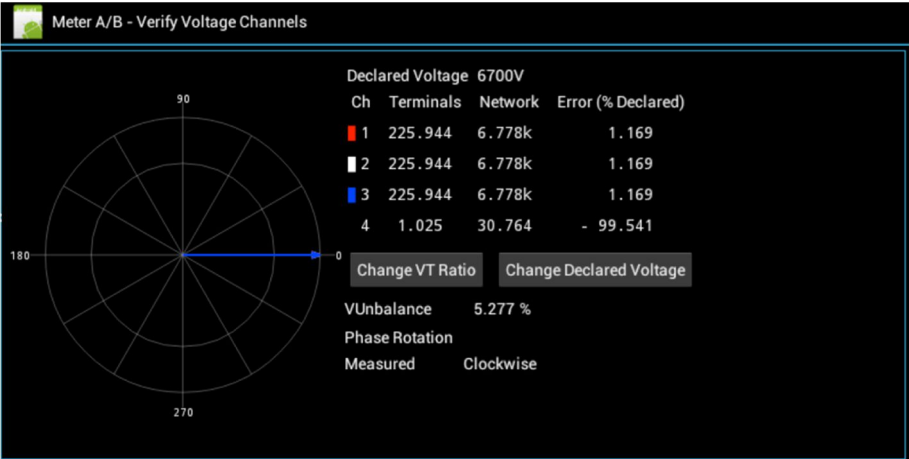 Meter A/B - Verify Voltage Channels
Declared Voltage 6700V
Ch Terminals Network Error (% Declared)
1 225.944 6.778k 1.169
2 225.944 6.778k 1.169
3 225.944 6.778k 1.169
4 1.025 30.764 - 99.541
Change VT Ratio Change Declared Voltage
VUnbalance 5.277 %
Phase Rotation
Measured Clockwise
90
180
0
270